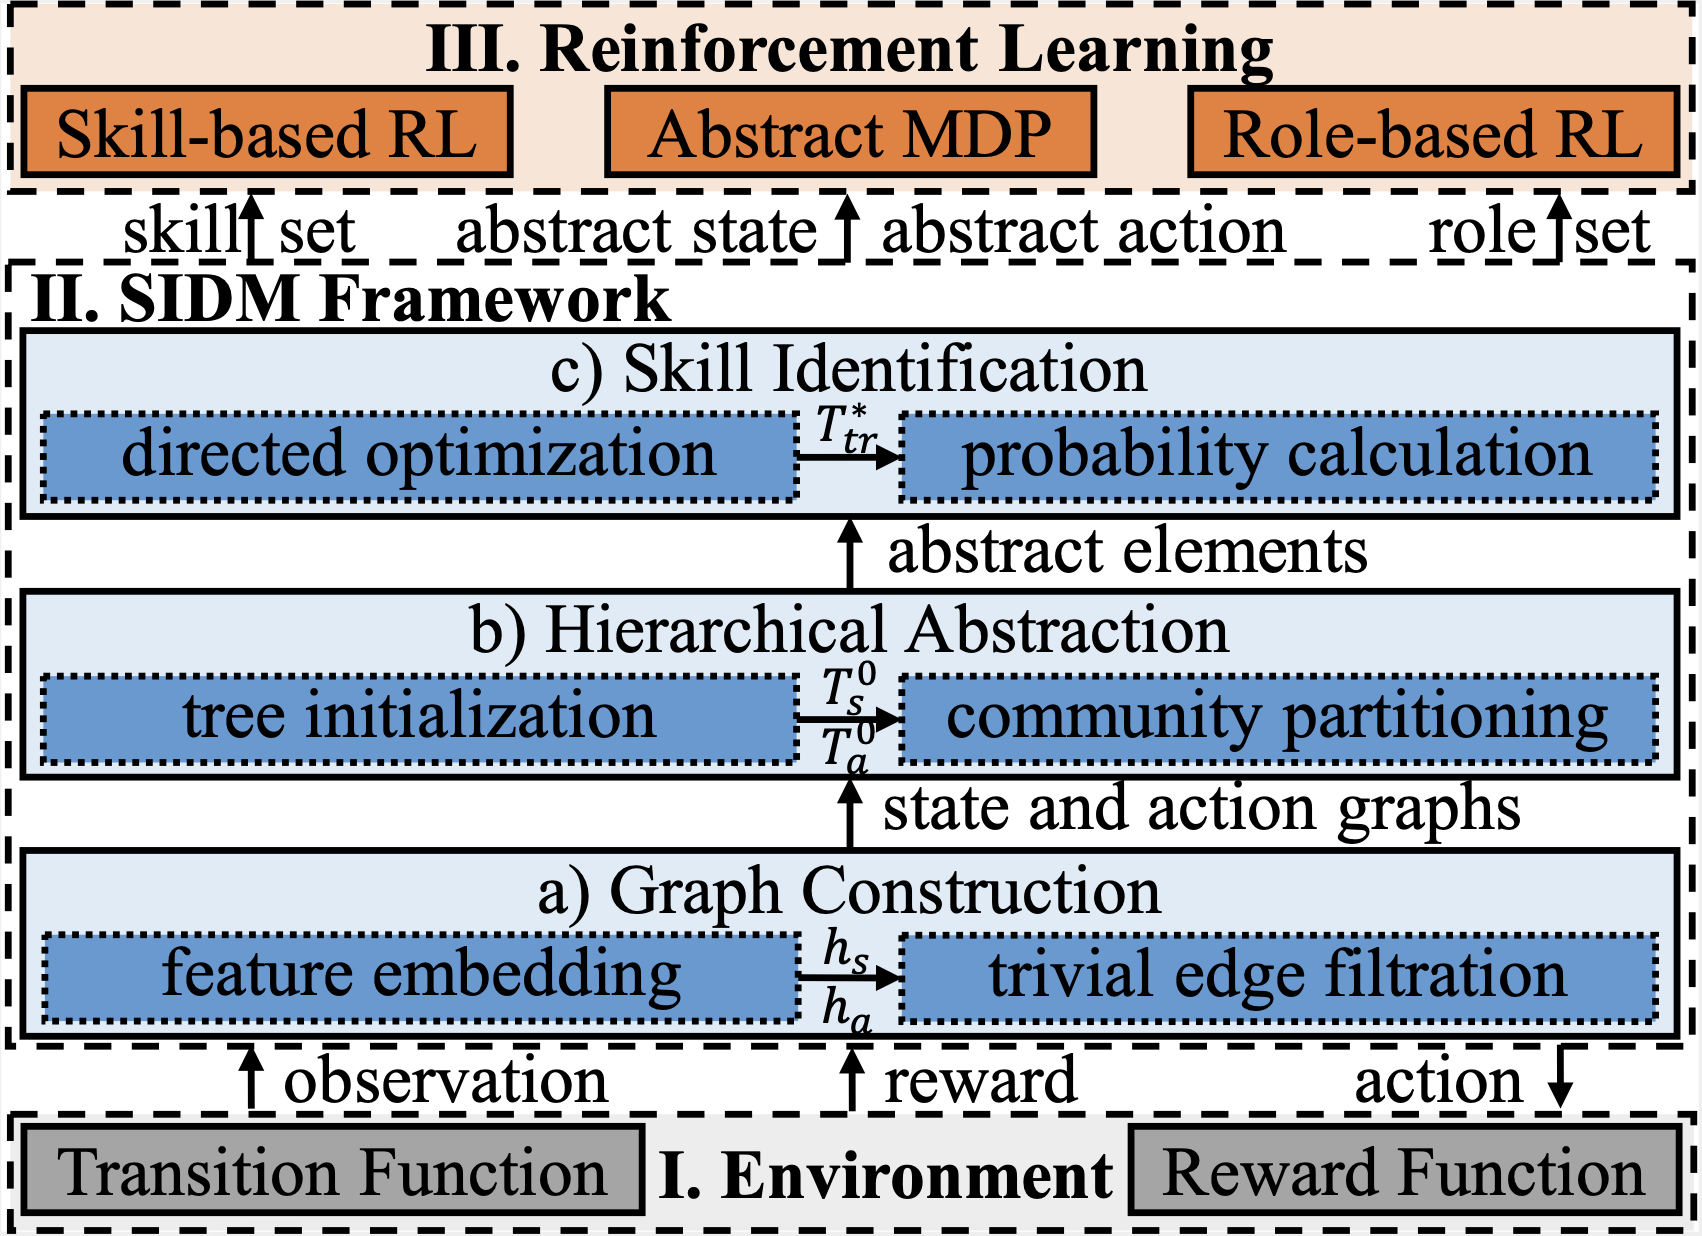 III. Reinforcement Learning
Skill-based RL Abstract MDP Role-based RL
skill set abstract state abstract action role set
II. SIDM Framework
c) Skill Identification
directed optimization $T_{tr}^{*}$ probability calculation
abstract elements
b) Hierarchical Abstraction
tree initialization $T_s^0$ $T_a^0$ community partitioning
state and action graphs
a) Graph Construction
feature embedding $h_s$ $h_a$ trivial edge filtration
observation reward action
Transition Function I. Environment Reward Function